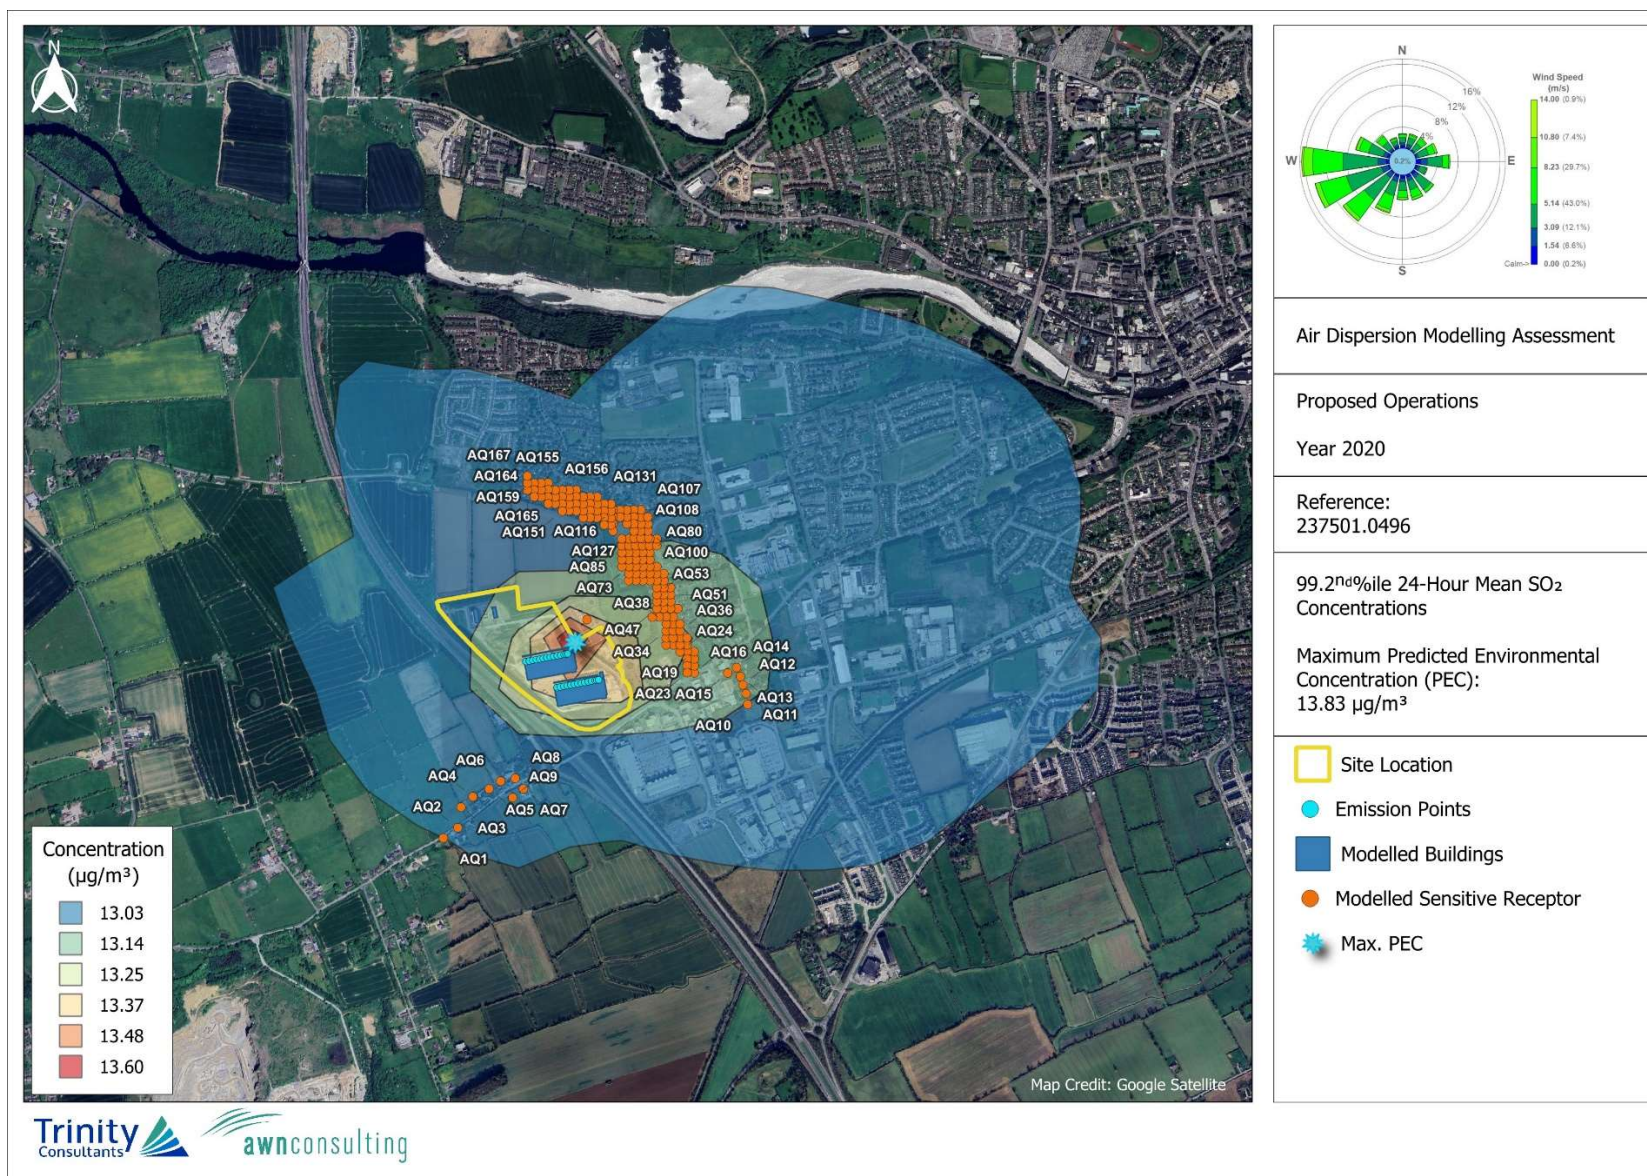 N
AQ167 AQ155
AQ156
AQ164
AQ131
AQ159
AQ107
AQ165
AQ108
AQ151 AQ116
AQ80
AQ127
AQ100
AQ85
AQ53
AQ73
AQ51
AQ38
AQ36
AQ47
AQ24
AQ34
AQ16
AQ14
AQ19
AQ12
AQ23 AQ15
AQ13
AQ10
AQ11
AQ6
AQ8
AQ4
AQ9
AQ2
AQ5 AQ7
AQ3
AQ1
Concentration
(µg/m³)
13.03
13.14
13.25
13.37
13.48
13.60
Map Credit: Google Satellite
N
16%
12%
8%
4%
W
0.2%
E
S
Wind Speed
(m/s)
14.00 (0.9%)
10.80 (7.4%)
8.23 (29.7%)
5.14 (43.0%)
3.09 (12.1%)
1.54 (6.6%)
Calm-> 0.00 (0.2%)
Air Dispersion Modelling Assessment
Proposed Operations
Year 2020
Reference:
237501.0496
99.2ⁿᵈ%ile 24-Hour Mean SO₂
Concentrations
Maximum Predicted Environmental
Concentration (PEC):
13.83 µg/m³
Site Location
Emission Points
Modelled Buildings
Modelled Sensitive Receptor
Max. PEC
Trinity
Consultants
awnconsulting